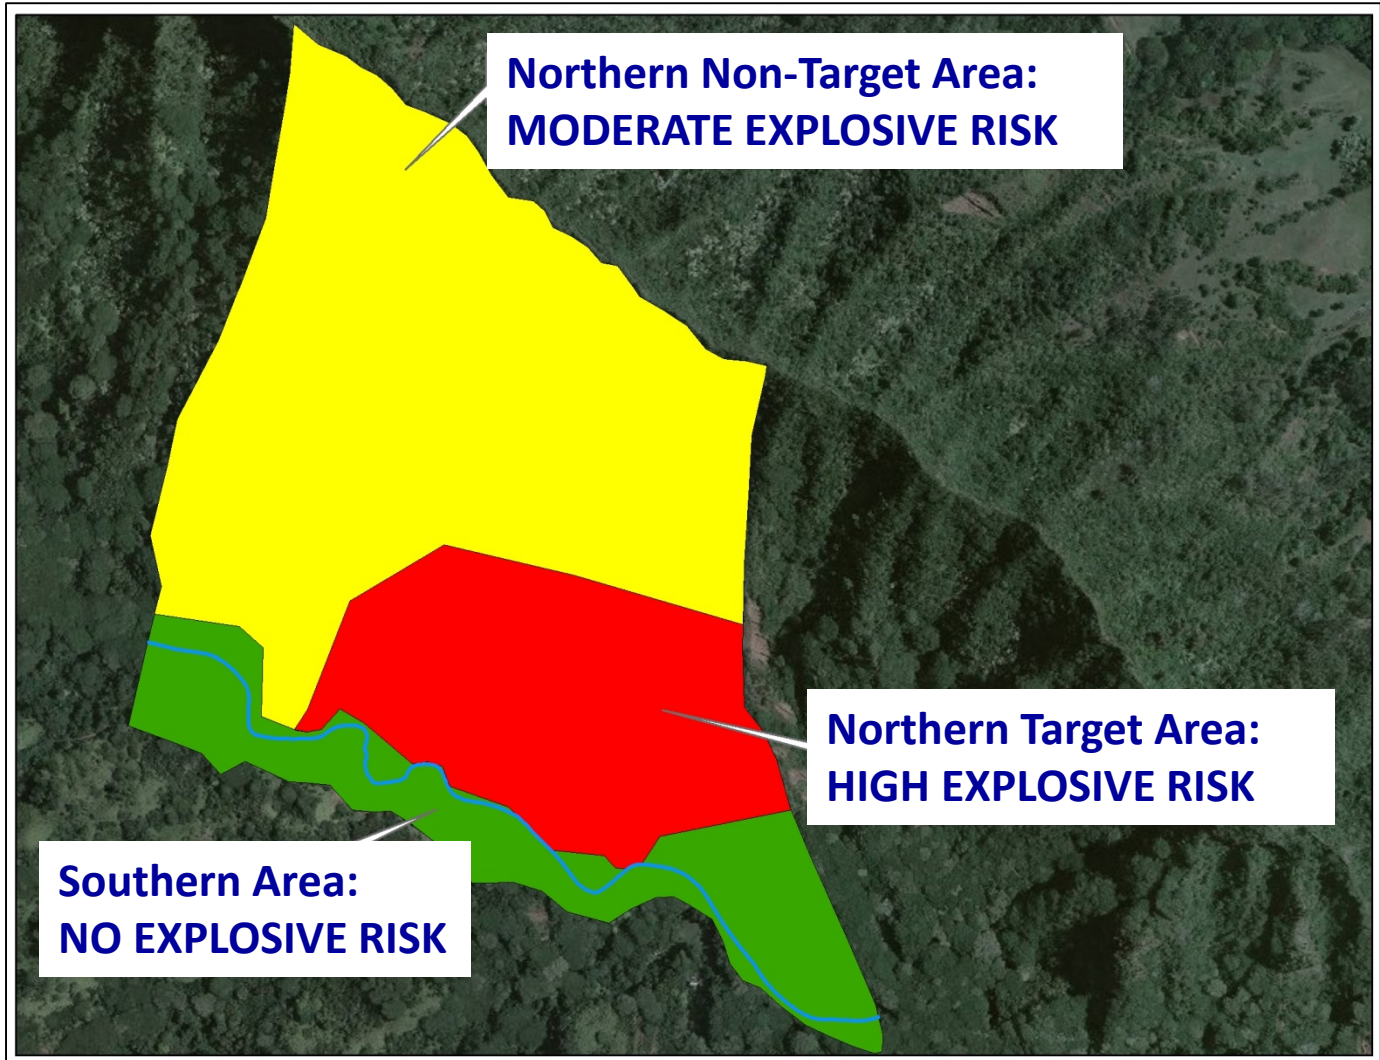 Northern Non-Target Area:
MODERATE EXPLOSIVE RISK
Northern Target Area:
HIGH EXPLOSIVE RISK
Southern Area:
NO EXPLOSIVE RISK